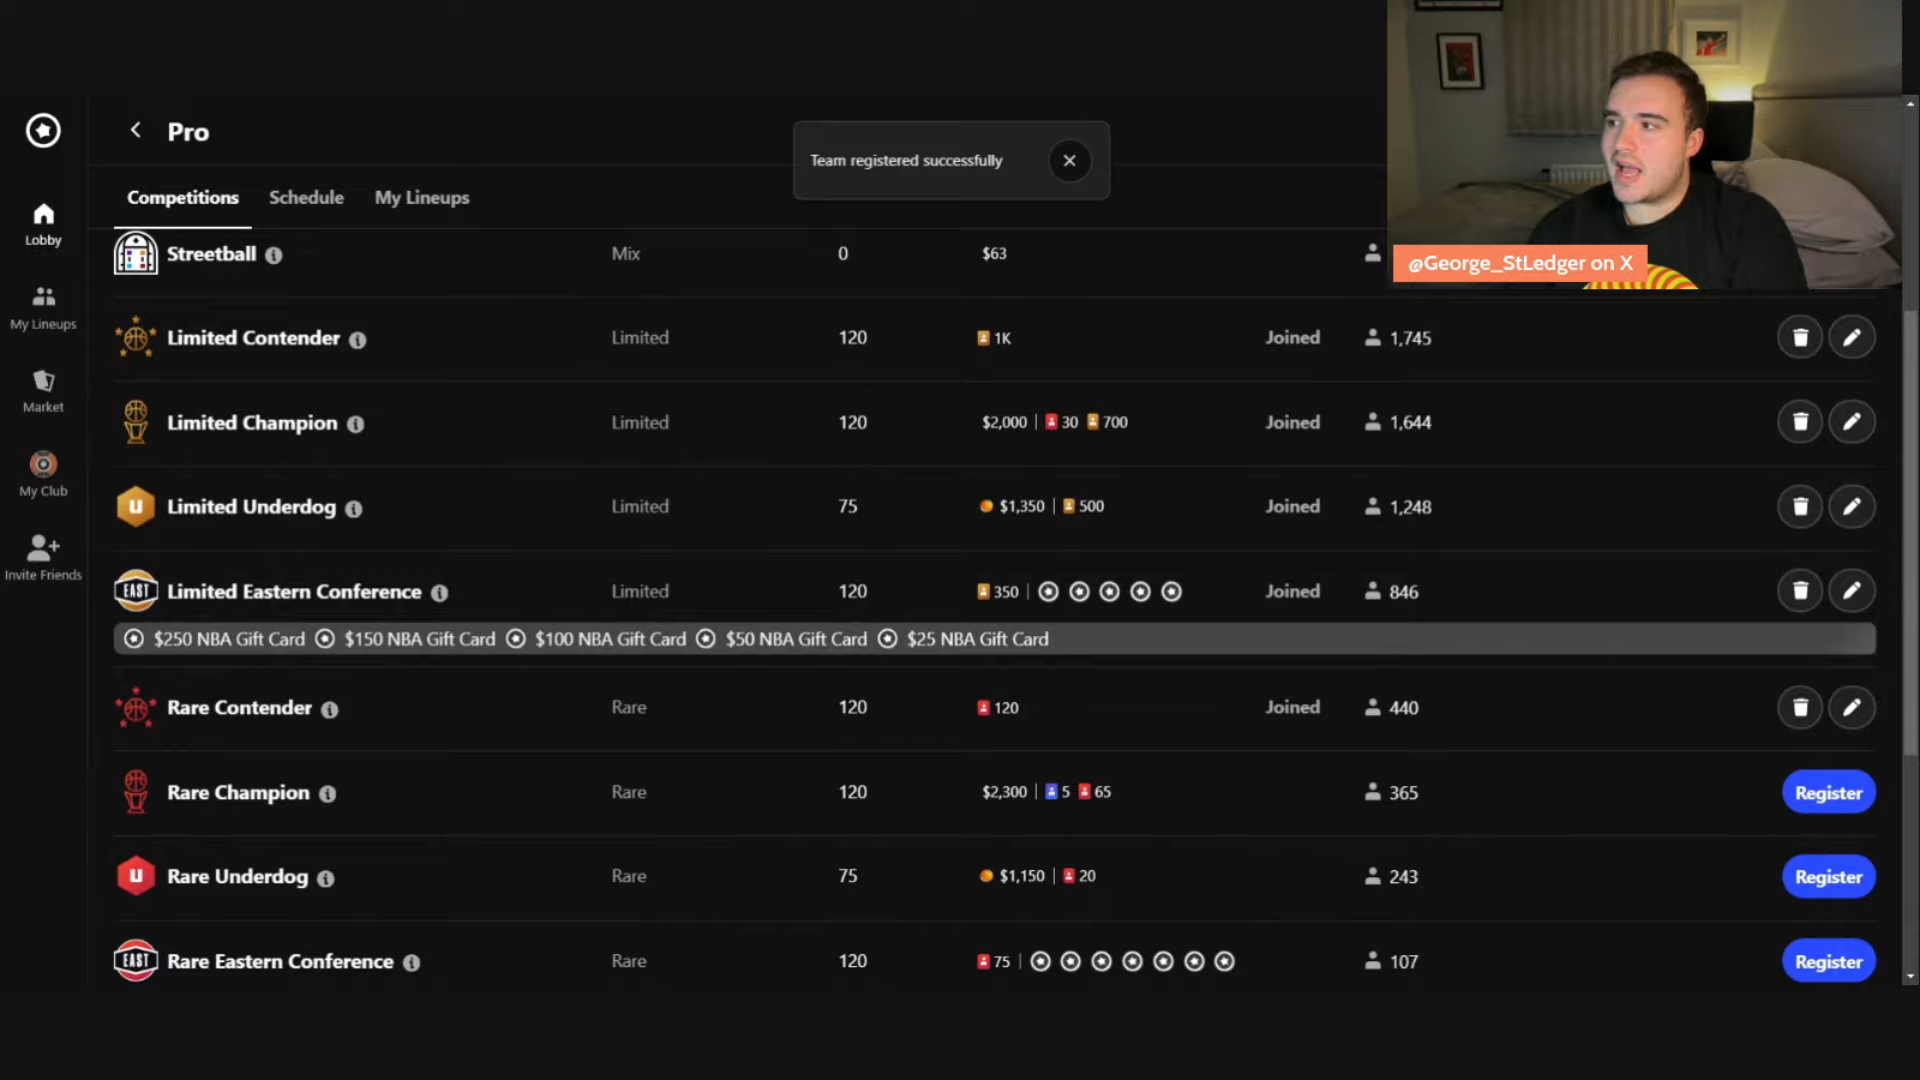 Pro
Team registered successfully
Competitions Schedule My Lineups
Lobby
My Lineups
Market
My Club
Invite Friends
Streetball Mix 0 $63
@George_StLedger on X
Limited Contender Limited 120 1K Joined 1,745
Limited Champion Limited 120 $2,000 | 30 700 Joined 1,644
U Limited Underdog Limited 75 $1,350 | 500 Joined 1,248
EAST Limited Eastern Conference Limited 120 350 | Joined 846
$250 NBA Gift Card $150 NBA Gift Card $100 NBA Gift Card $50 NBA Gift Card $25 NBA Gift Card
Rare Contender Rare 120 120 Joined 440
Rare Champion Rare 120 $2,300 | 5 65 365 Register
U Rare Underdog Rare 75 $1,150 | 20 243 Register
EAST Rare Eastern Conference Rare 120 75 | 107 Register